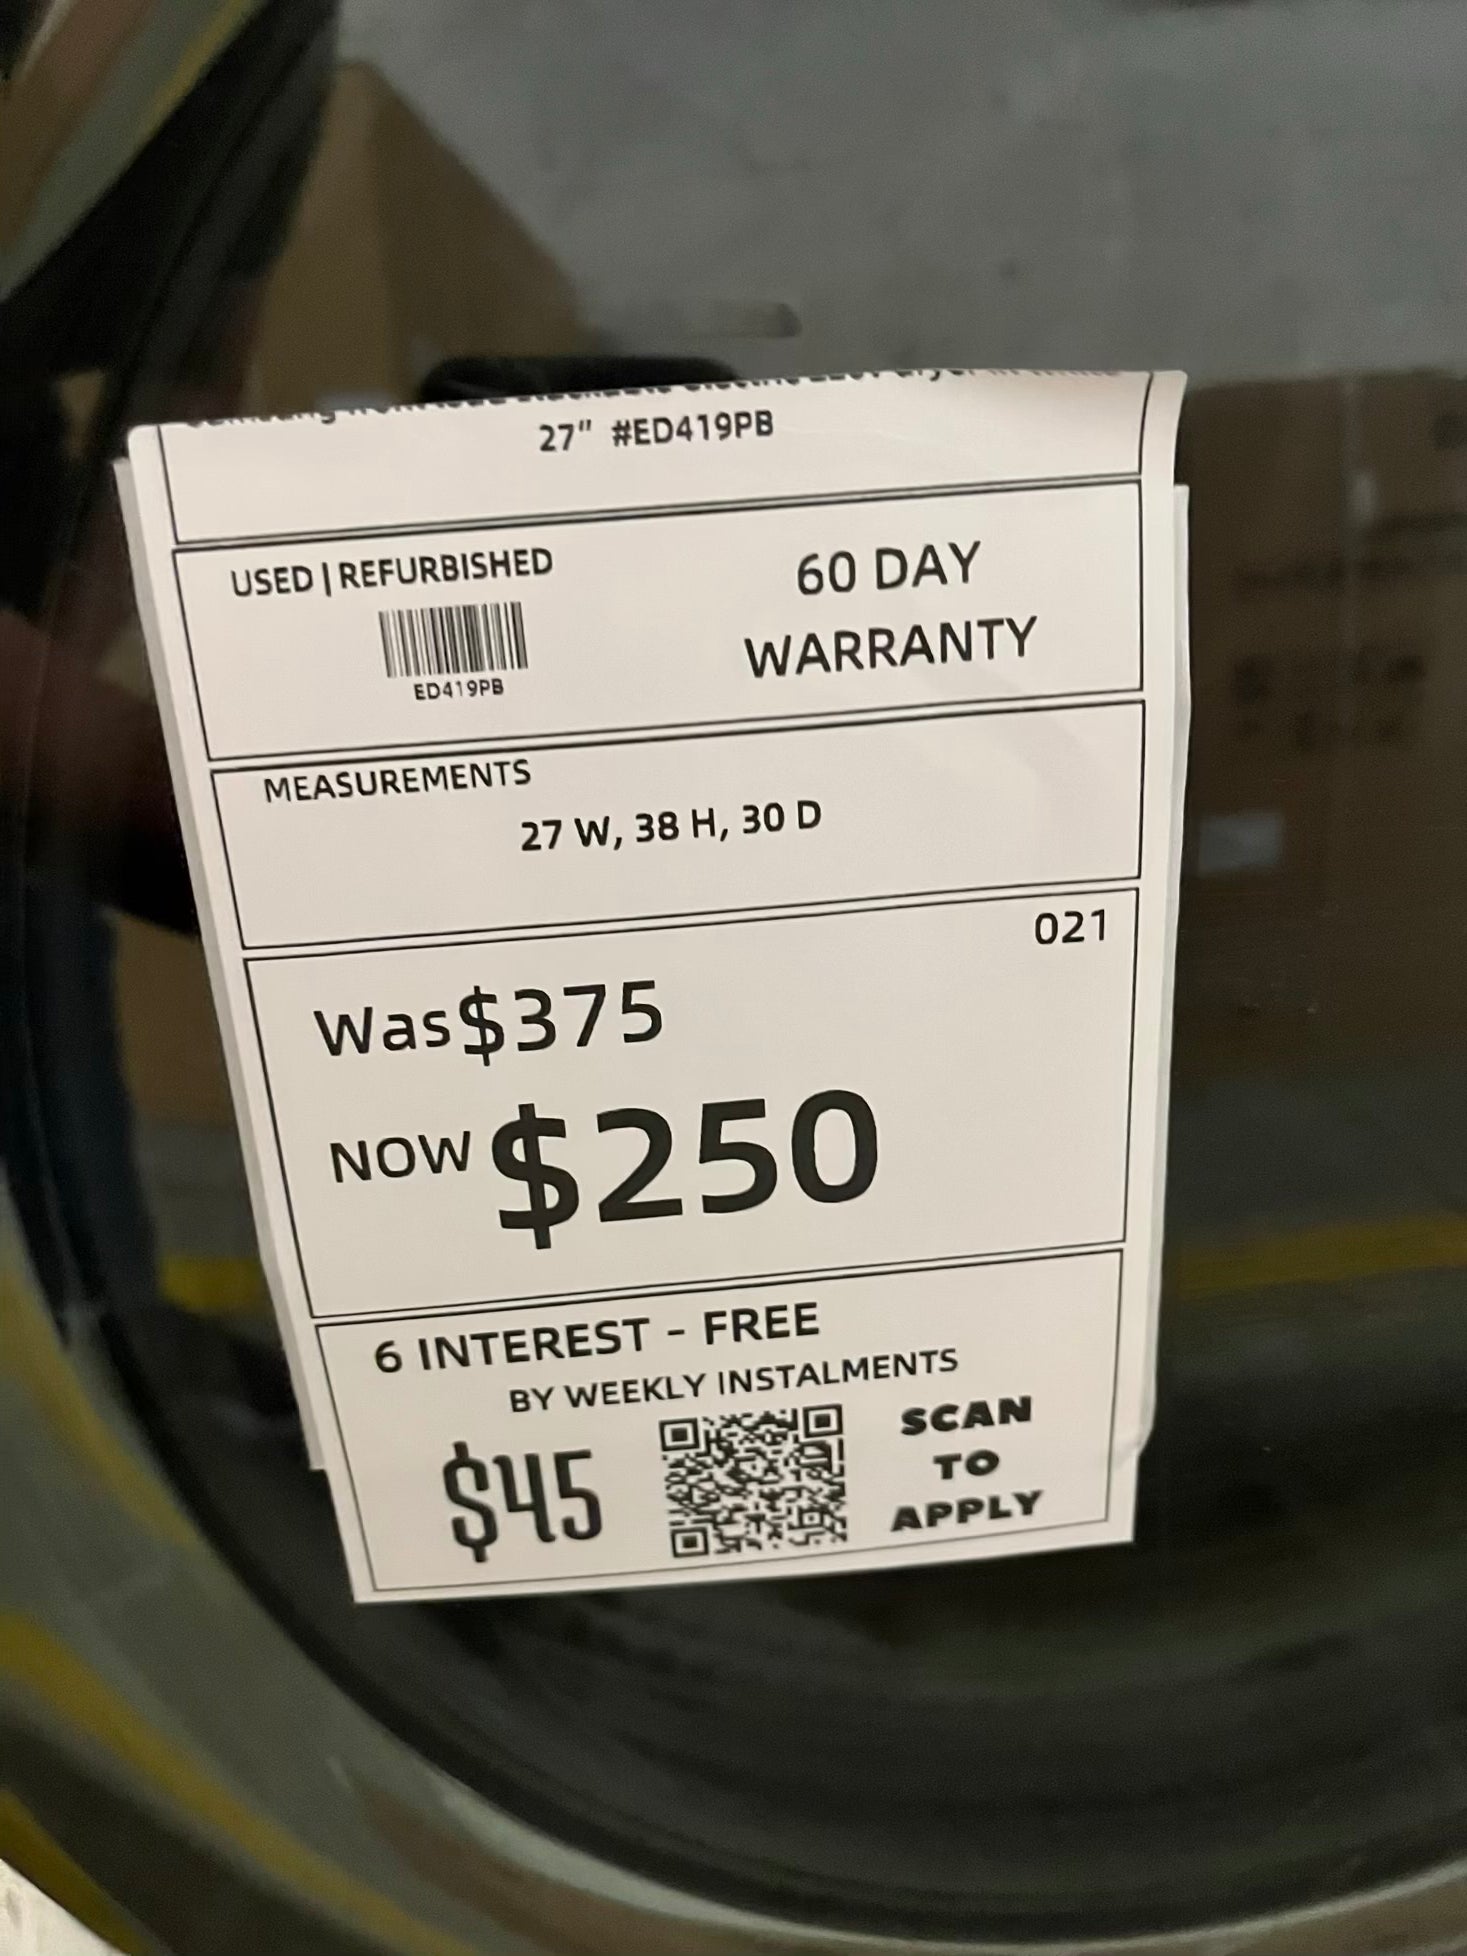 27" #ED419PB
USED | REFURBISHED
ED419PB
60 DAY
WARRANTY
MEASUREMENTS
27 W, 38 H, 30 D
021
Was $375
NOW $250
6 INTEREST - FREE
BY WEEKLY INSTALMENTS
$45
SCAN
TO
APPLY